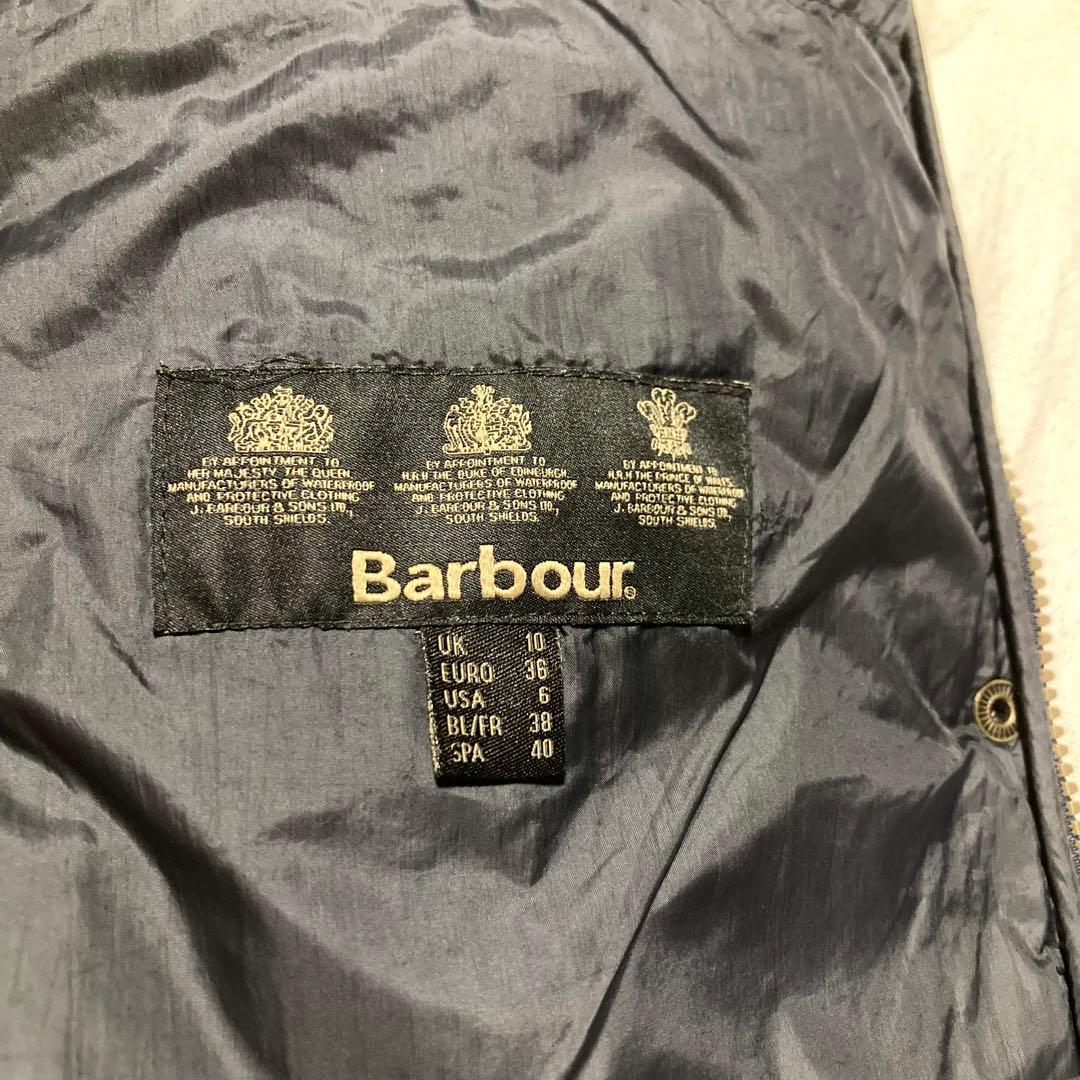 BY APPOINTMENT TO
HER MAJESTY THE QUEEN
MANUFACTURERS OF WATERPROOF
AND PROTECTIVE CLOTHING
J. BARBOUR & SONS LTD.,
SOUTH SHIELDS.
BY APPOINTMENT TO
H.R.H THE DUKE OF EDINBURGH
MANUFACTURERS OF WATERPROOF
AND PROTECTIVE CLOTHING
J. BARBOUR & SONS LTD.,
SOUTH SHIELDS.
BY APPOINTMENT TO
H.R.H THE PRINCE OF WALES
MANUFACTURERS OF WATERPROOF
AND PROTECTIVE CLOTHING
J. BARBOUR & SONS LTD.,
SOUTH SHIELDS.
Barbour®
UK 10
EURO 36
USA 6
BL/FR 38
SPA 40